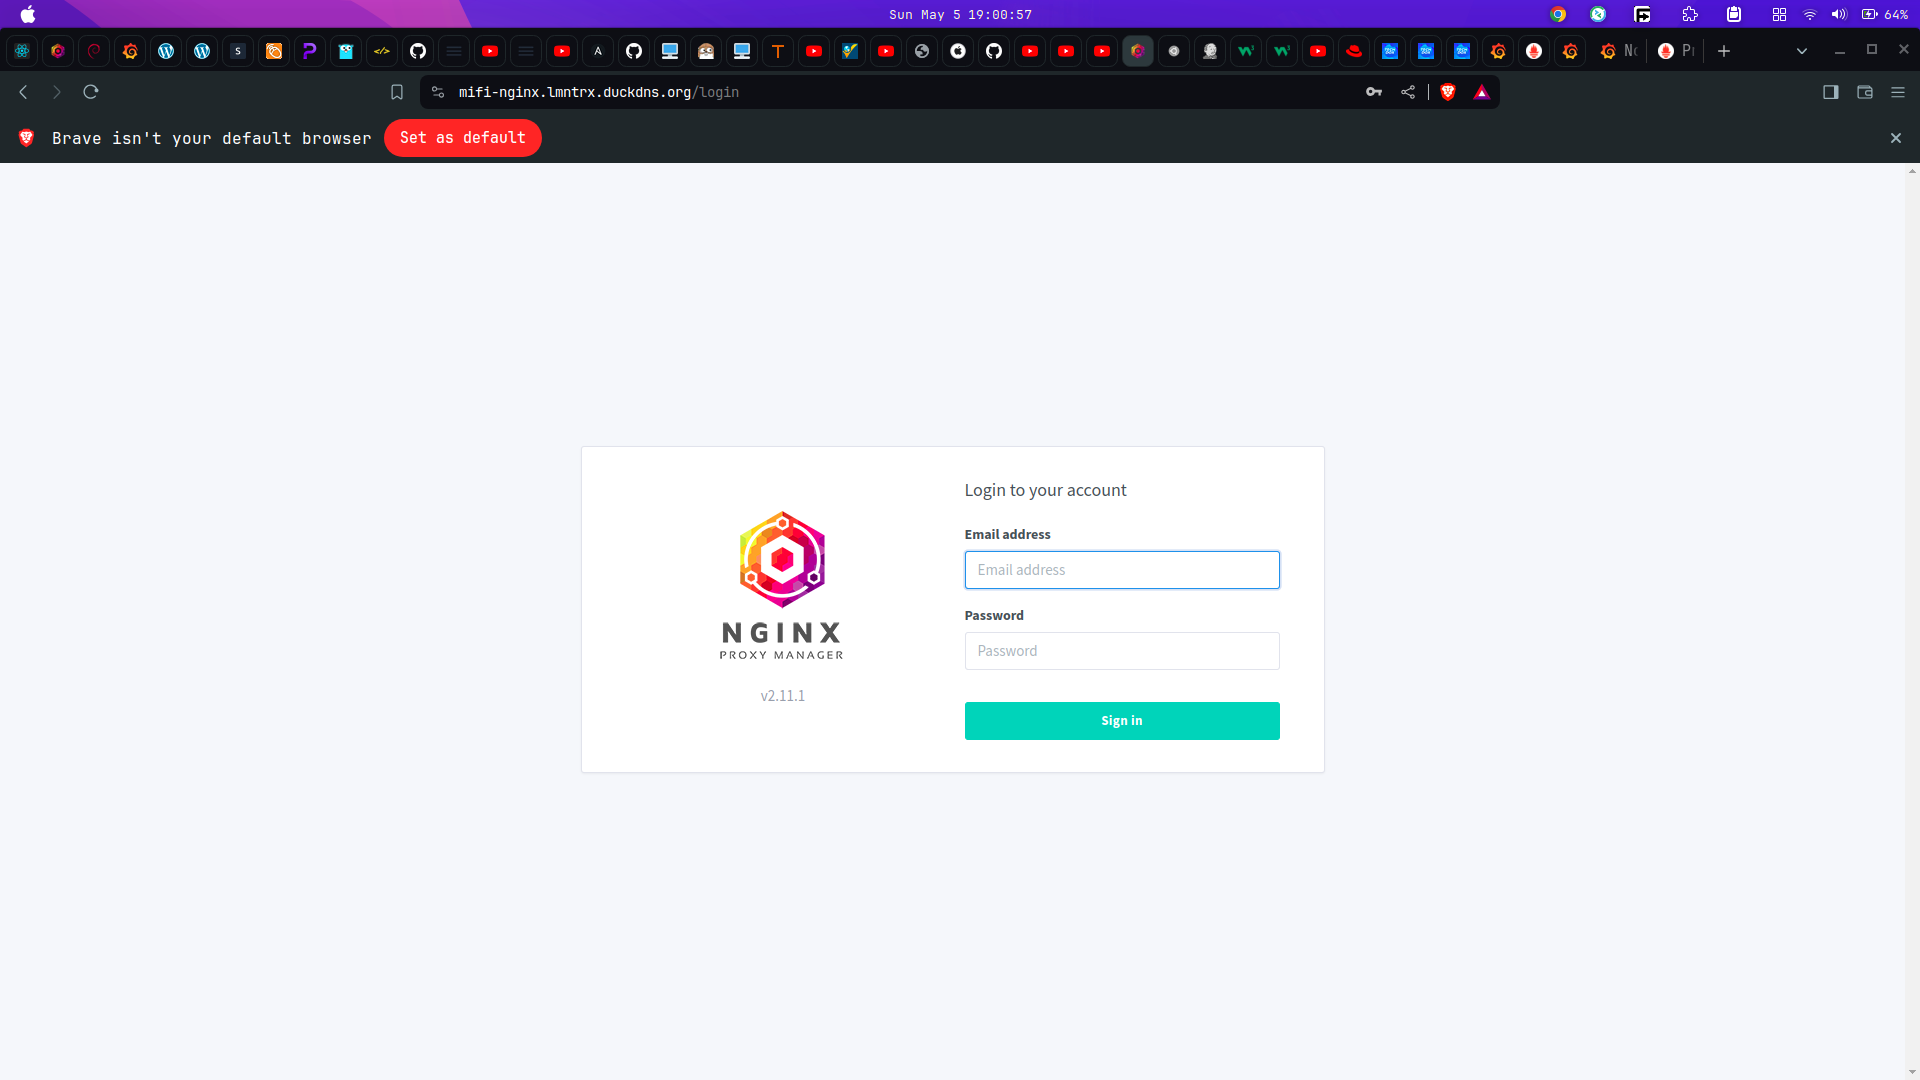 Sun May 5 19:00:57
64%
mifi-nginx.lmntrx.duckdns.org/login
Brave isn't your default browser
Set as default
Login to your account
Email address
Email address
Password
Password
Sign in
NGINX
PROXY MANAGER
v2.11.1